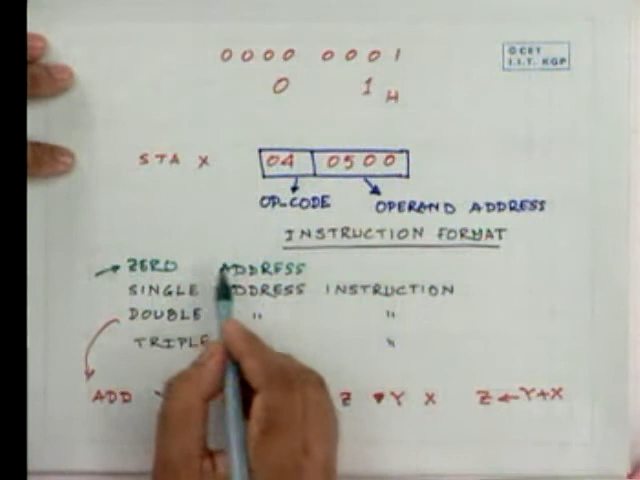 0000 0001
© CET
I.I.T. KGP
0 1 H
STA X 04 0500
OP-CODE OPERAND ADDRESS
INSTRUCTION FORMAT
ZERO ADDRESS
SINGLE ADDRESS INSTRUCTION
DOUBLE " "
TRIPLE "
ADD Z Y X Z ← Y+X